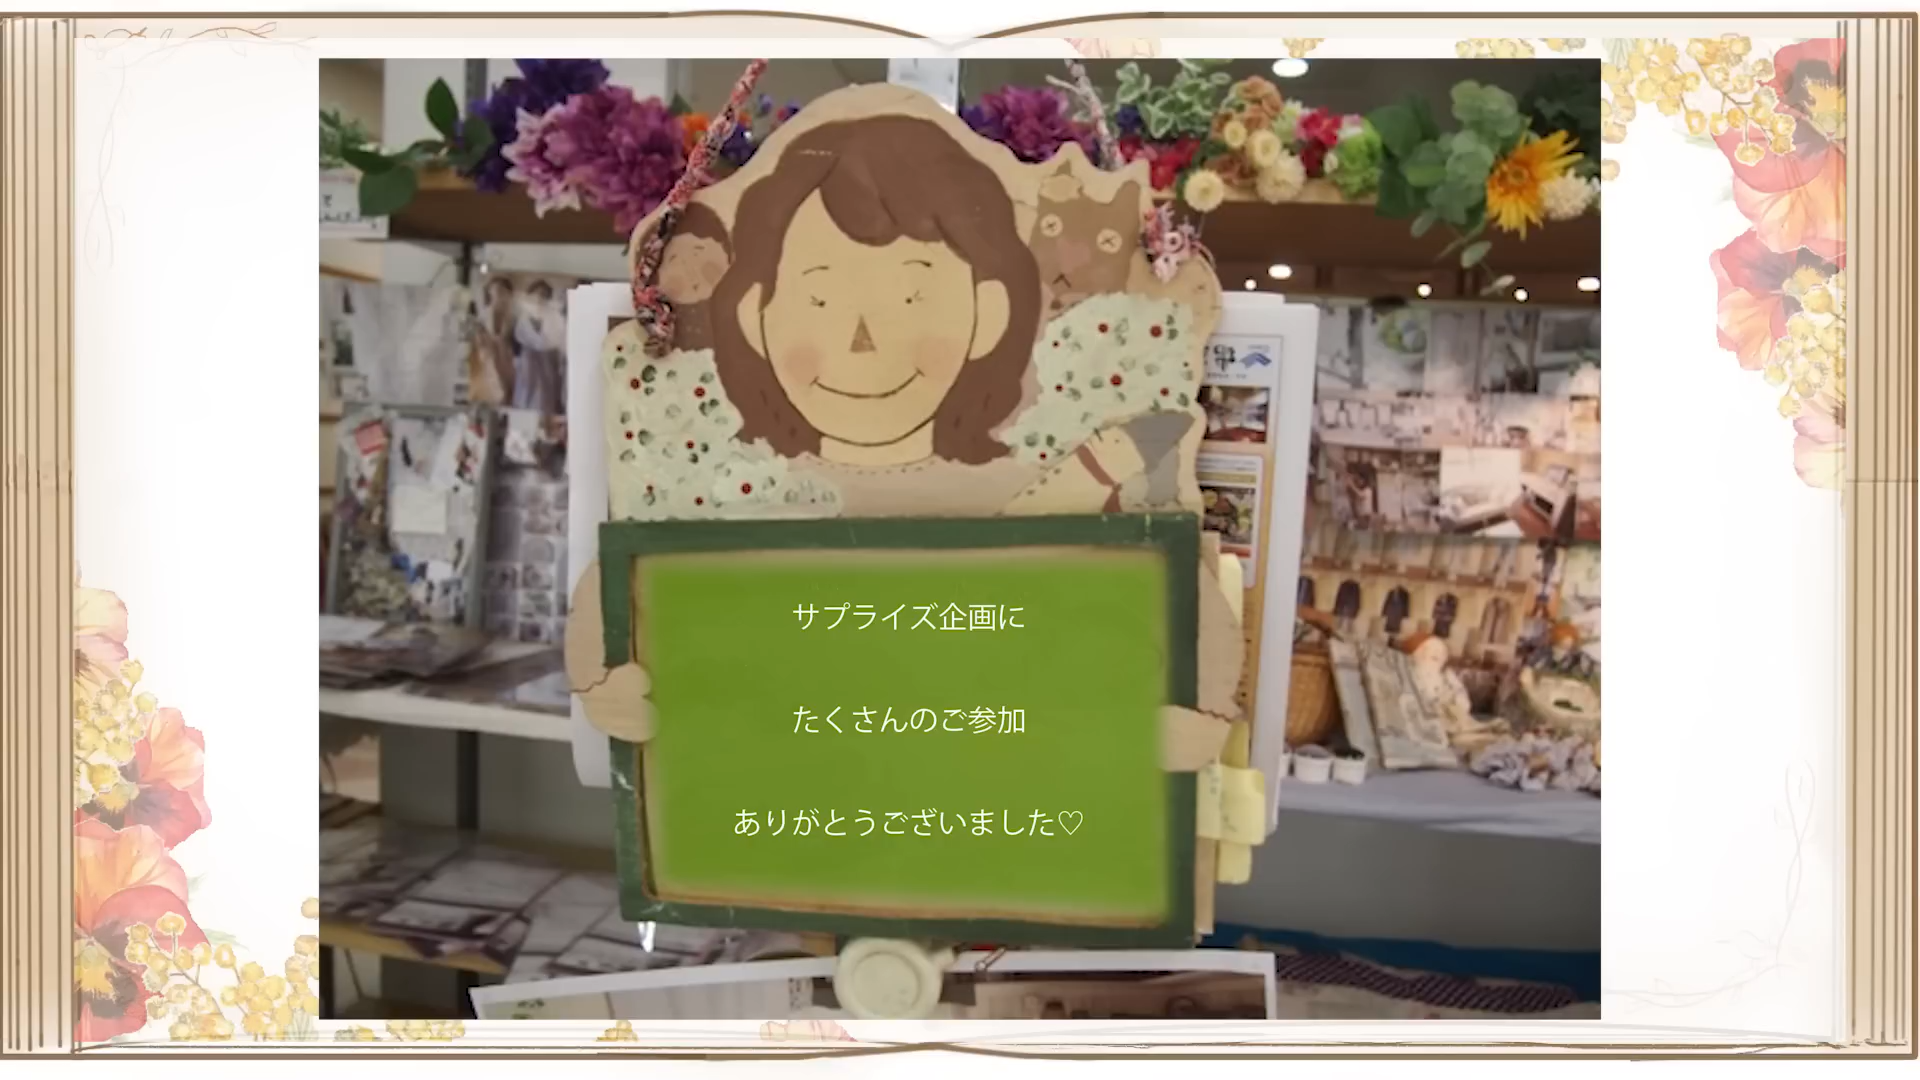 サプライズ企画に
たくさんのご参加
ありがとうございました♡